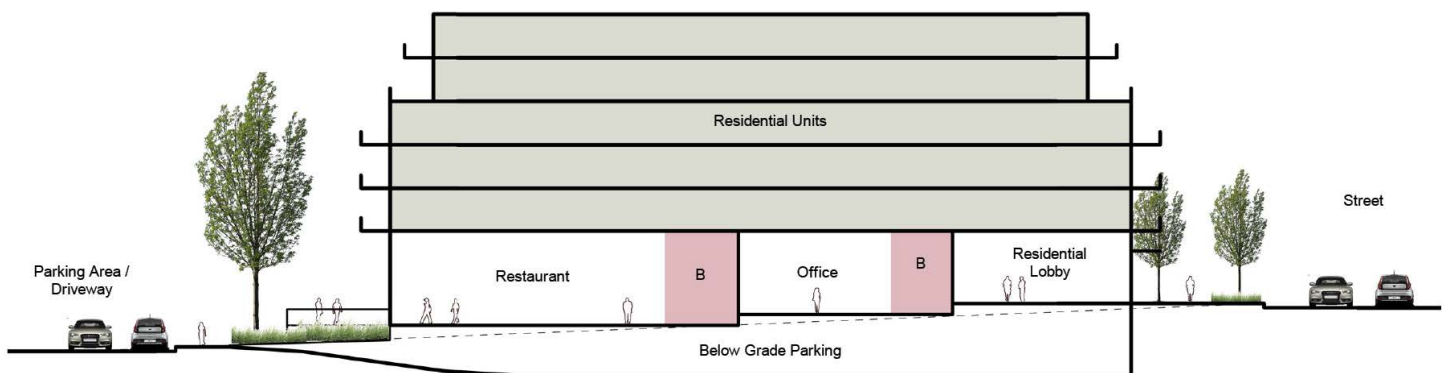 Residential Units
Street
Parking Area /
Driveway
Restaurant
B
Office
B
Residential
Lobby
Below Grade Parking